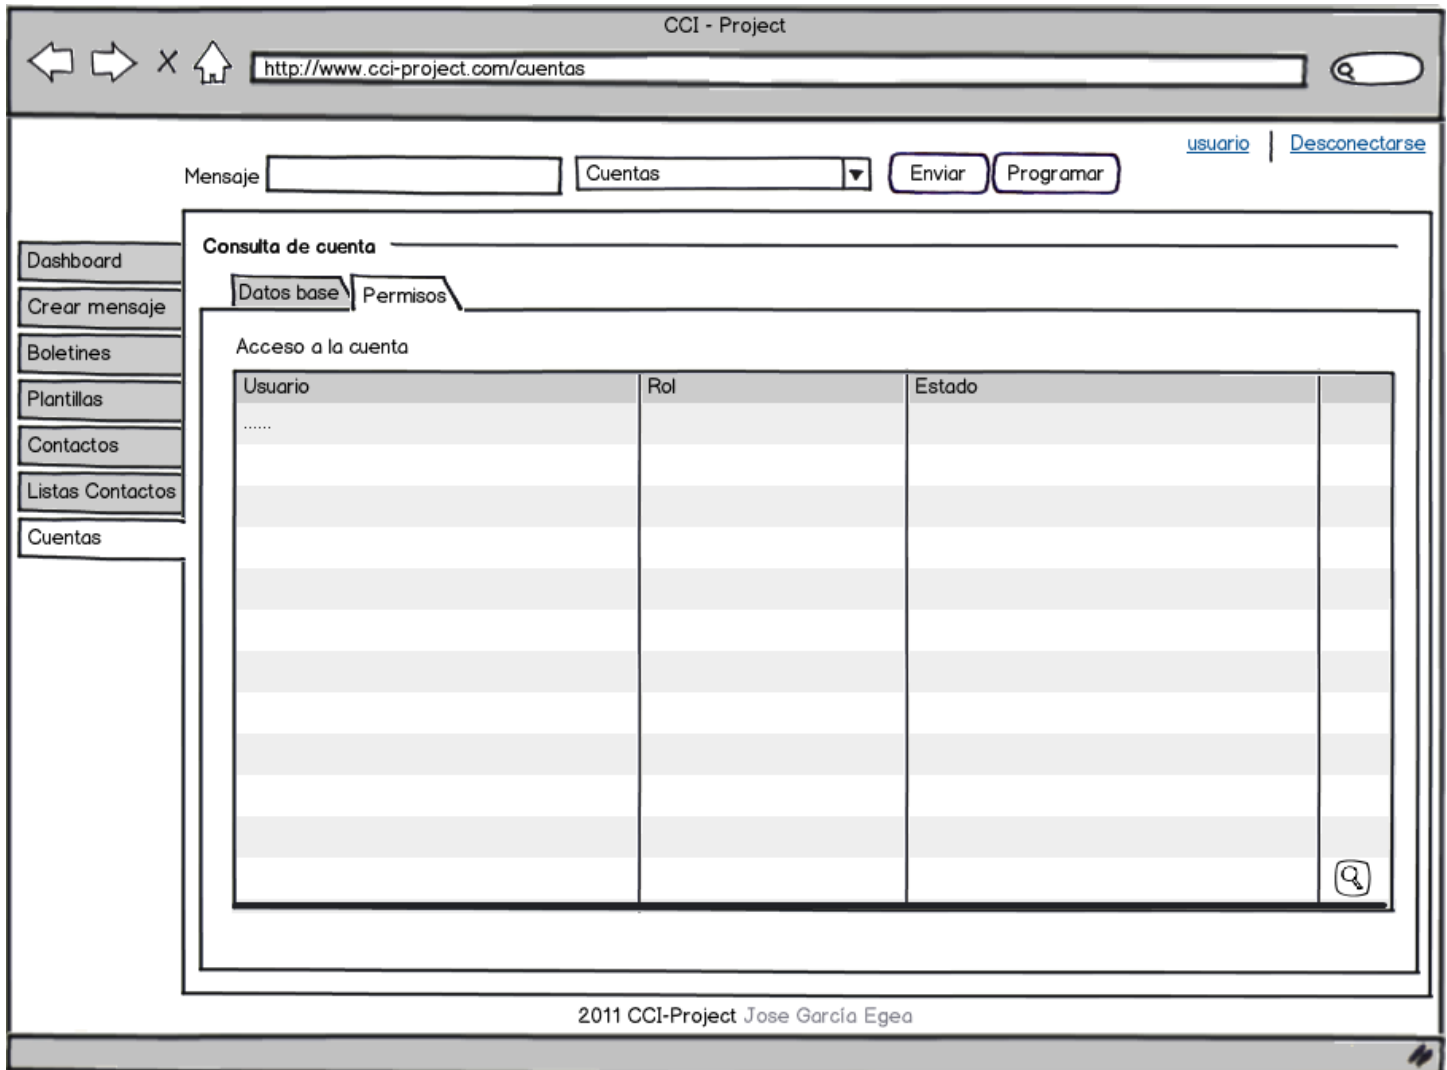 CCI - Project
X
http://www.cci-project.com/cuentas
usuario | Desconectarse
Mensaje Cuentas Enviar Programar
Consulta de cuenta
Dashboard
Crear mensaje
Boletines
Plantillas
Contactos
Listas Contactos
Cuentas
Datos base Permisos
Acceso a la cuenta
Usuario Rol Estado
......
2011 CCI-Project Jose García Egea